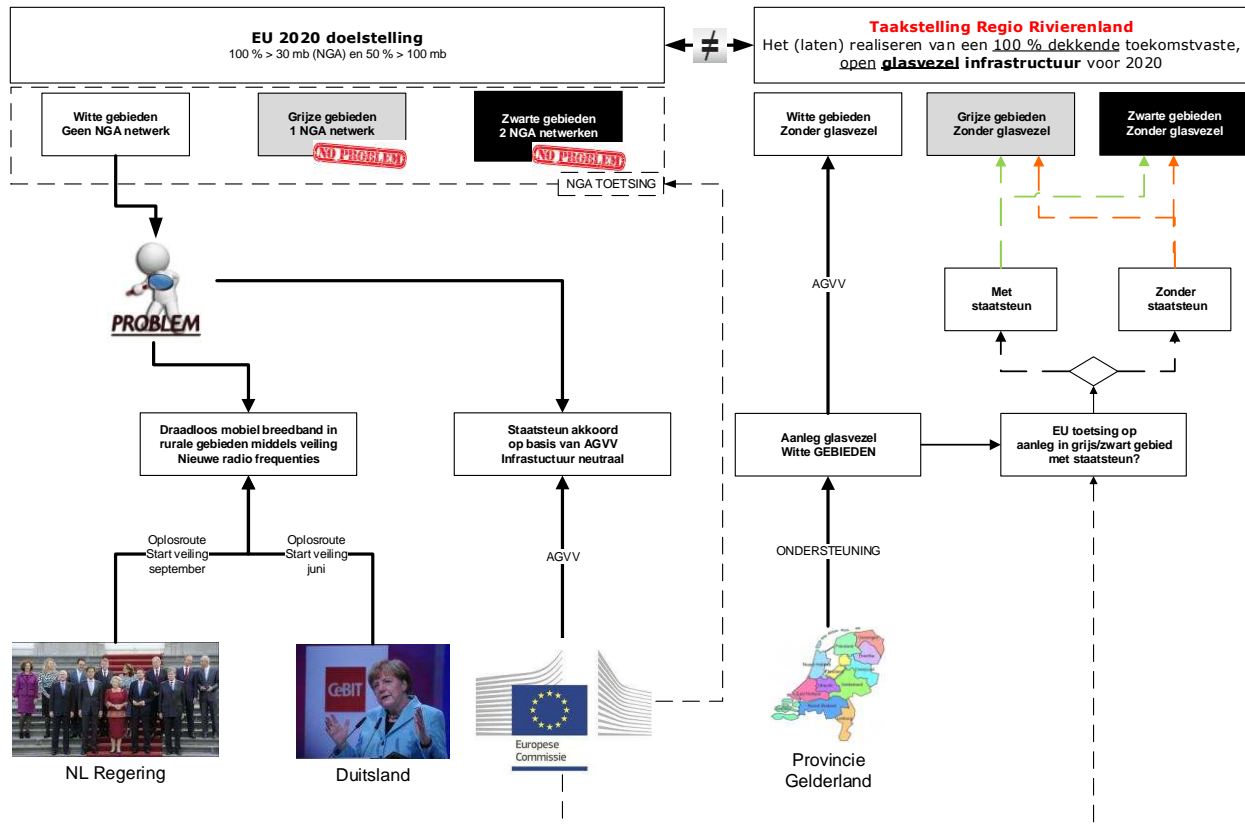 EU 2020 doelstelling
100 % > 30 mb (NGA) en 50 % > 100 mb
≠
Taakstelling Regio Rivierenland
Het (laten) realiseren van een 100 % dekkende toekomstvaste,
open glasvezel infrastructuur voor 2020
Witte gebieden
Geen NGA netwerk
Grijze gebieden
1 NGA netwerk
NO PROBLEM
Zwarte gebieden
2 NGA netwerken
NO PROBLEM
NGA TOETSING
Witte gebieden
Zonder glasvezel
Grijze gebieden
Zonder glasvezel
Zwarte gebieden
Zonder glasvezel
PROBLEM
AGVV
Met
staatsteun
Zonder
staatsteun
Draadloos mobiel breedband in
rurale gebieden middels veiling
Nieuwe radio frequenties
Staatsteun akkoord
op basis van AGVV
Infrastuctuur neutraal
Aanleg glasvezel
Witte GEBIEDEN
EU toetsing op
aanleg in grijs/zwart gebied
met staatsteun?
Oplosroute
Start veiling
september
Oplosroute
Start veiling
juni
AGVV
ONDERSTEUNING
CeBIT
Europese
Commissie
NL Regering
Duitsland
Provincie
Gelderland